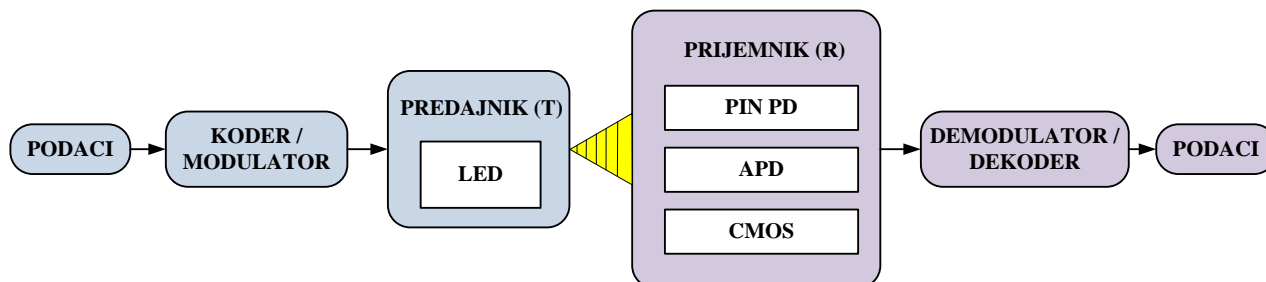 PODACI
KODER /
MODULATOR
PREDAJNIK (T)
LED
PRIJEMNIK (R)
PIN PD
APD
CMOS
DEMODULATOR /
DEKODER
PODACI